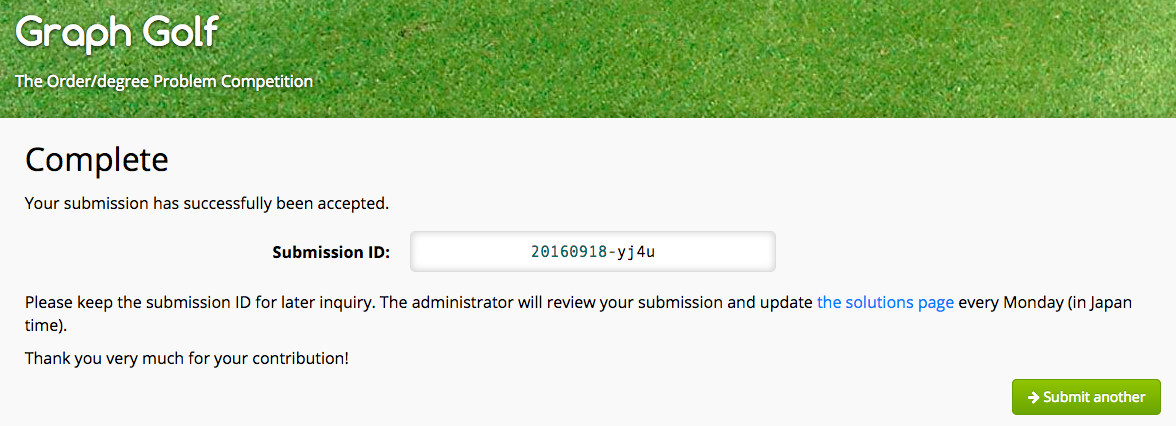 Graph Golf
The Order/degree Problem Competition
Complete
Your submission has successfully been accepted.
Submission ID: 20160918-yj4u
Please keep the submission ID for later inquiry. The administrator will review your submission and update the solutions page every Monday (in Japan
time).
Thank you very much for your contribution!
Submit another